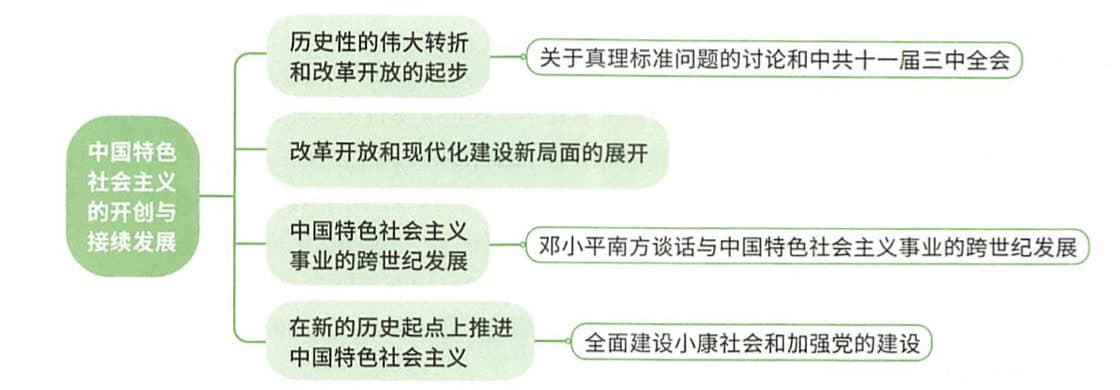 中国特色
社会主义
的开创与
接续发展
历史性的伟大转折
和改革开放的起步
关于真理标准问题的讨论和中共十一届三中全会
改革开放和现代化建设新局面的展开
中国特色社会主义
事业的跨世纪发展
邓小平南方谈话与中国特色社会主义事业的跨世纪发展
在新的历史起点上推进
中国特色社会主义
全面建设小康社会和加强党的建设